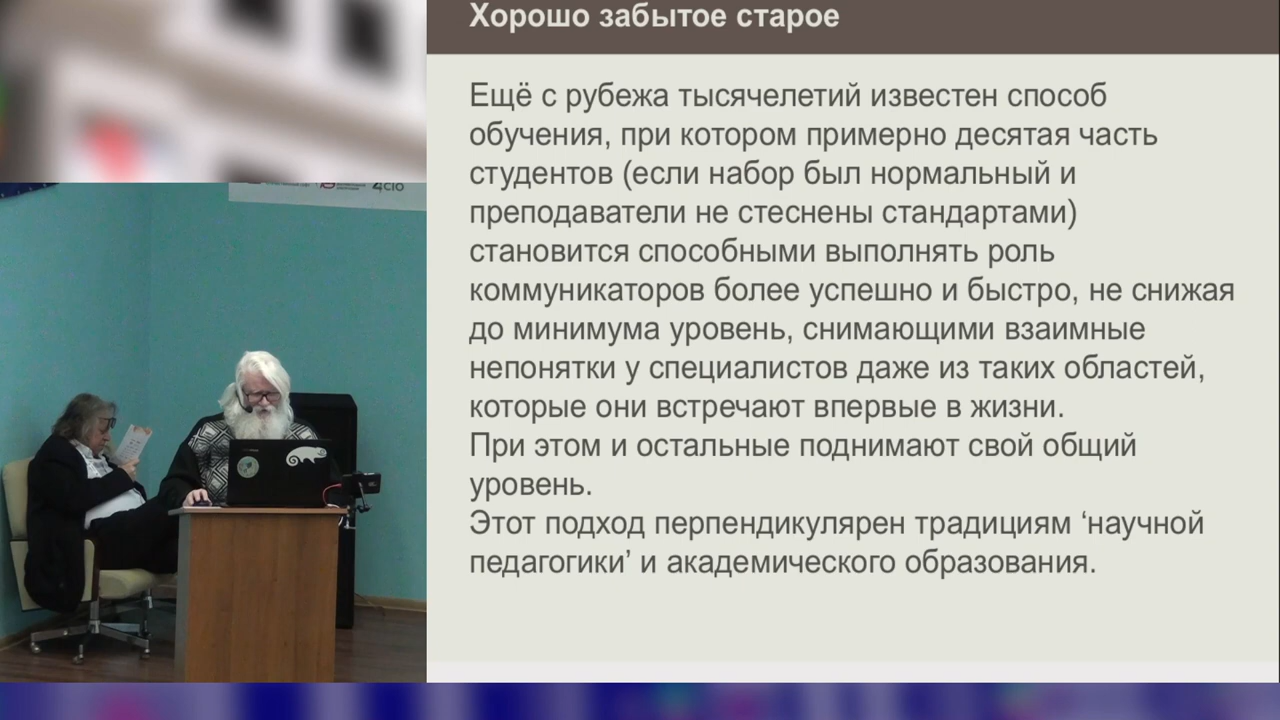 Хорошо забытое старое
Ещё с рубежа тысячелетий известен способ
обучения, при котором примерно десятая часть
студентов (если набор был нормальный и
преподаватели не стеснены стандартами)
становится способными выполнять роль
коммуникаторов более успешно и быстро, не снижая
до минимума уровень, снимающими взаимные
непонятки у специалистов даже из таких областей,
которые они встречают впервые в жизни.
При этом и остальные поднимают свой общий
уровень.
Этот подход перпендикулярен традициям ‘научной
педагогики’ и академического образования.
4CIO